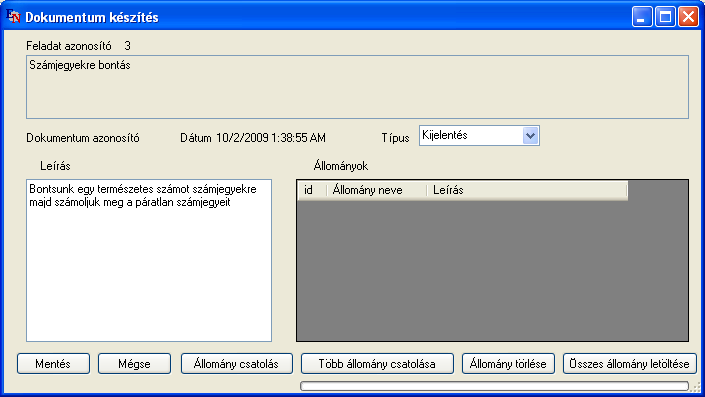 Dokumentum készítés
Feladat azonosító 3
Számjegyekre bontás
Dokumentum azonosító Dátum 10/2/2009 1:38:55 AM Típus Kijelentés
Leírás Állományok
Bontsunk egy természetes számot számjegyekre
majd számoljuk meg a páratlan számjegyeit
id Állomány neve Leírás
Mentés Mégse Állomány csatolás Több állomány csatolása Állomány törlése Összes állomány letöltése